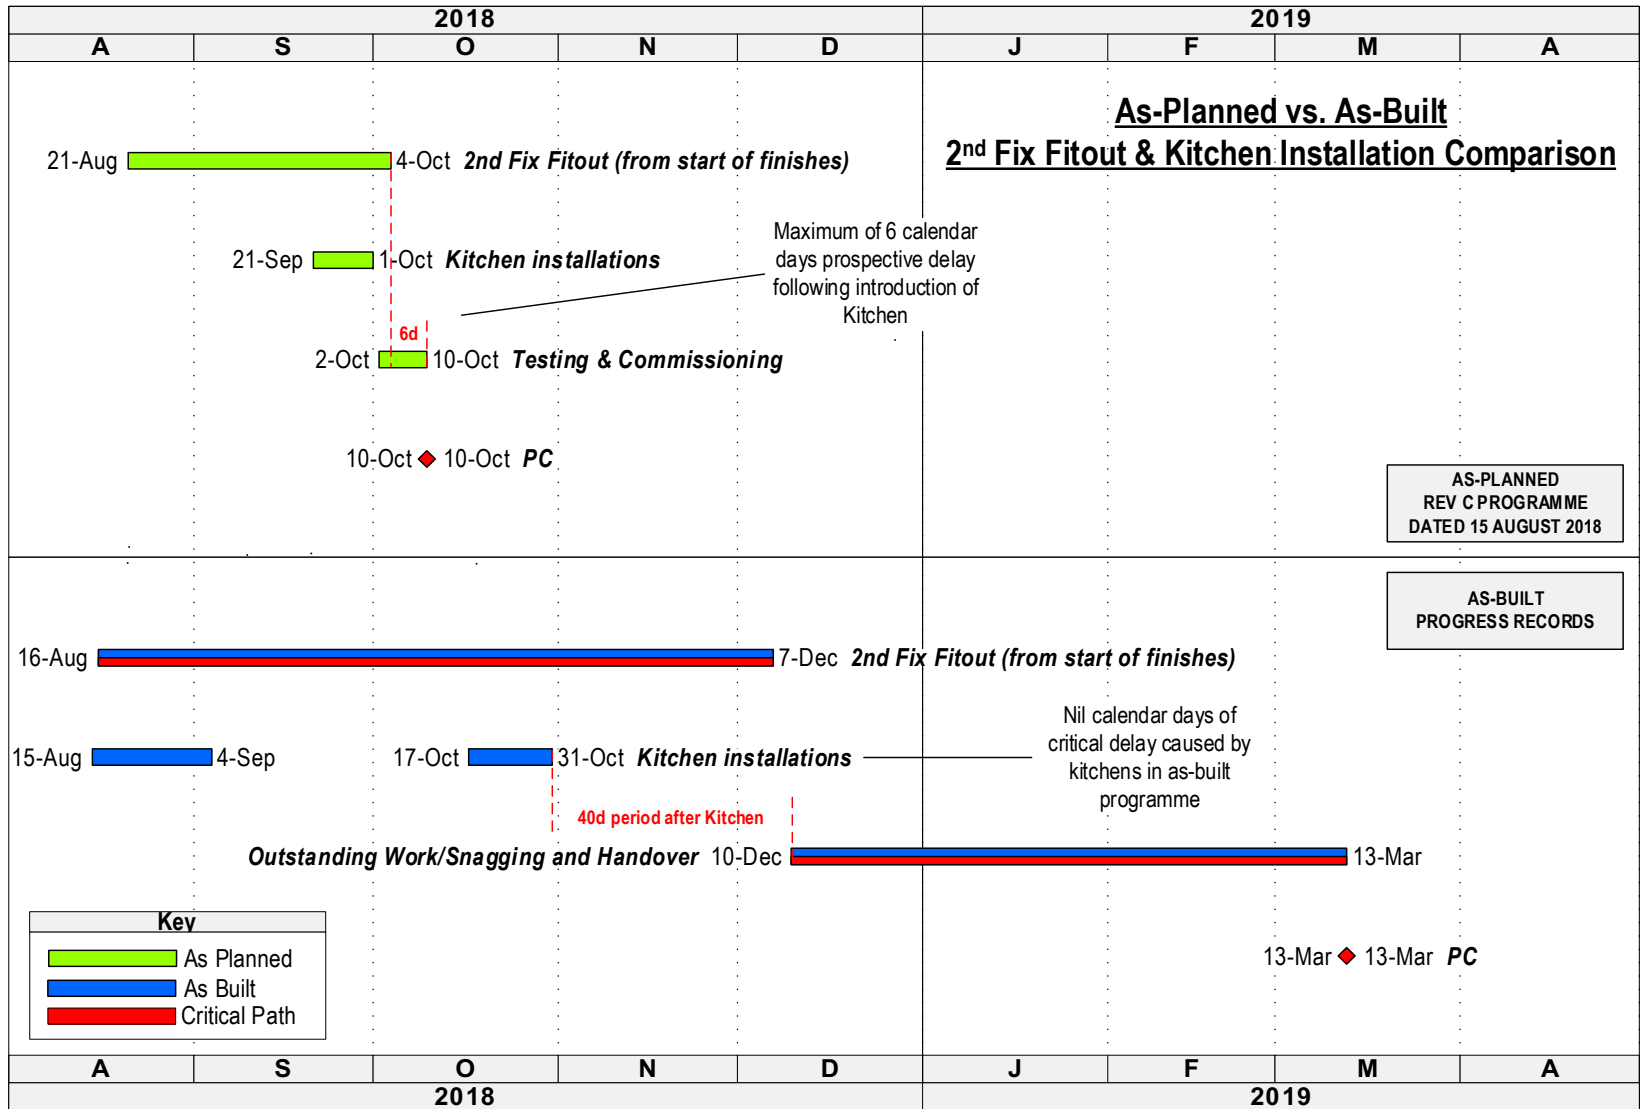 2018 2019
A S O N D J F M A
As-Planned vs. As-Built
2nd Fix Fitout & Kitchen Installation Comparison
21-Aug 4-Oct 2nd Fix Fitout (from start of finishes)
21-Sep 1-Oct Kitchen installations
Maximum of 6 calendar
days prospective delay
following introduction of
Kitchen
6d
2-Oct 10-Oct Testing & Commissioning
10-Oct 10-Oct PC
AS-PLANNED
REV C PROGRAMME
DATED 15 AUGUST 2018
AS-BUILT
PROGRESS RECORDS
16-Aug 7-Dec 2nd Fix Fitout (from start of finishes)
15-Aug 4-Sep 17-Oct 31-Oct Kitchen installations
Nil calendar days of
critical delay caused by
kitchens in as-built
programme
40d period after Kitchen
Outstanding Work/Snagging and Handover 10-Dec 13-Mar
13-Mar 13-Mar PC
Key
As Planned
As Built
Critical Path
A S O N D J F M A
2018 2019